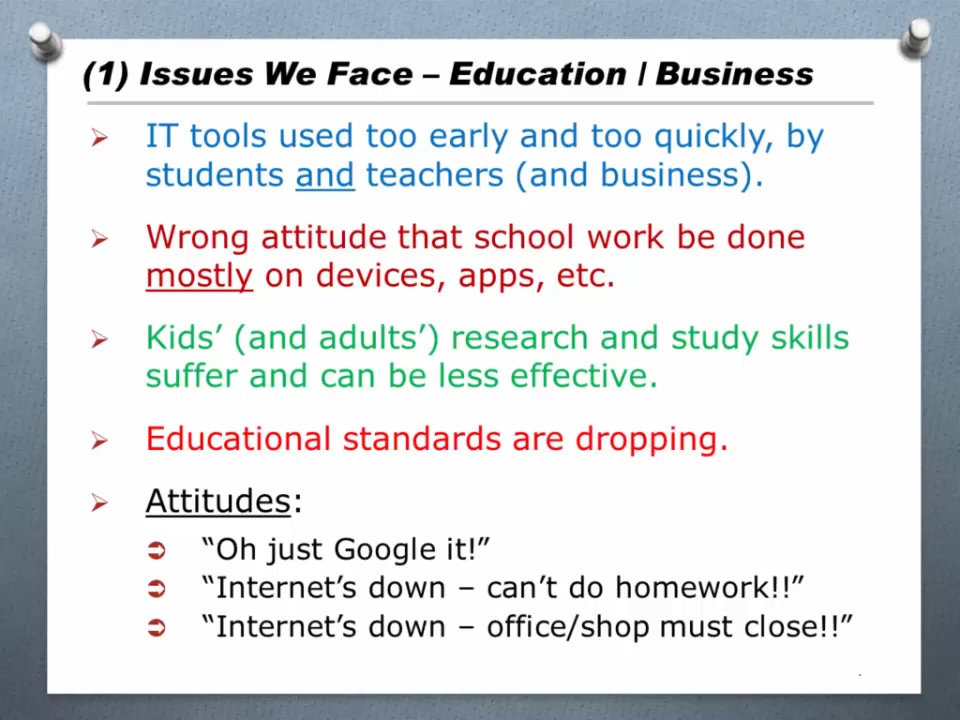 (1) Issues We Face – Education / Business
IT tools used too early and too quickly, by
students and teachers (and business).
Wrong attitude that school work be done
mostly on devices, apps, etc.
Kids’ (and adults’) research and study skills
suffer and can be less effective.
Educational standards are dropping.
Attitudes:
“Oh just Google it!”
“Internet’s down – can’t do homework!!”
“Internet’s down – office/shop must close!!”